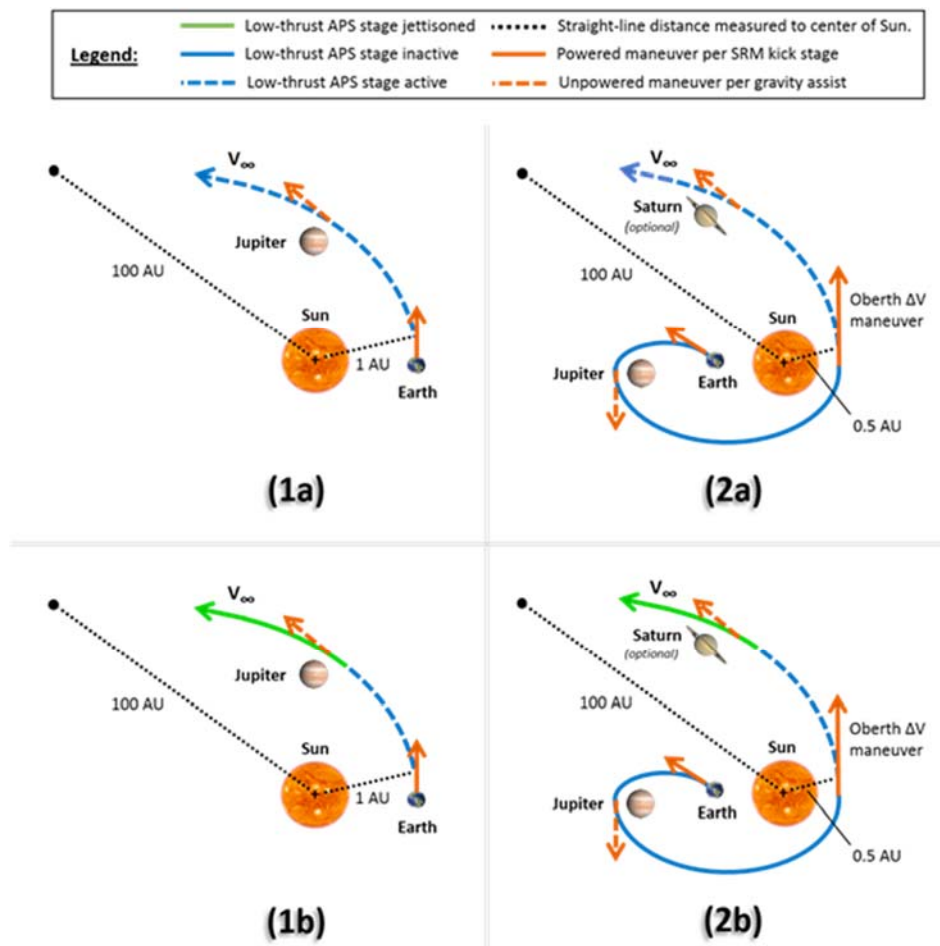 Legend:
Low-thrust APS stage jettisoned
Straight-line distance measured to center of Sun.
Low-thrust APS stage inactive
Powered maneuver per SRM kick stage
Low-thrust APS stage active
Unpowered maneuver per gravity assist
V∞
Jupiter
100 AU
Sun
1 AU
Earth
(1a)
V∞
Saturn
(optional)
100 AU
Sun
Oberth ΔV
maneuver
Jupiter
Earth
0.5 AU
(2a)
V∞
Jupiter
100 AU
Sun
1 AU
Earth
(1b)
V∞
Saturn
(optional)
100 AU
Sun
Oberth ΔV
maneuver
Jupiter
Earth
0.5 AU
(2b)